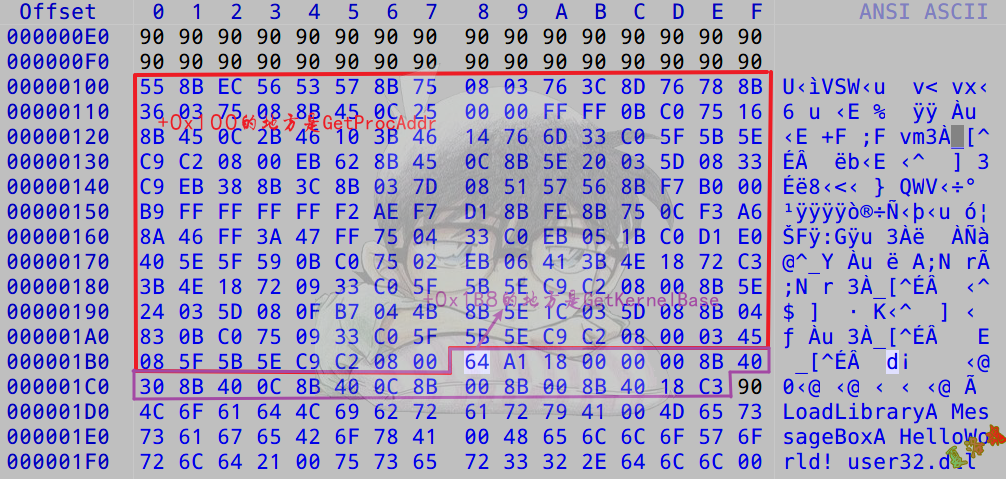 Offset 0 1 2 3 4 5 6 7 8 9 A B C D E F ANSI ASCII
000000E0 90 90 90 90 90 90 90 90 90 90 90 90 90 90 90 90
000000F0 90 90 90 90 90 90 90 90 90 90 90 90 90 90 90 90
00000100 55 8B EC 56 53 57 8B 75 08 03 76 3C 8D 76 78 8B U‹ìVSW‹u v< vx‹
00000110 36 03 75 08 8B 45 0C 25 00 00 FF FF 0B C0 75 16 6 u ‹E % ÿÿ Àu
+0x100的地方是GetProcAddr
00000120 8B 45 0C 2B 46 10 3B 46 14 76 6D 33 C0 5F 5B 5E ‹E +F ;F vm3À_[^
00000130 C9 C2 08 00 EB 62 8B 45 0C 8B 5E 20 03 5D 08 33 ÉÂ ëb‹E ‹^ ] 3
00000140 C9 EB 38 8B 3C 8B 03 7D 08 51 57 56 8B F7 B0 00 Éë8‹<‹ } QWV‹÷°
00000150 B9 FF FF FF FF F2 AE F7 D1 8B FE 8B 75 0C F3 A6 ¹ÿÿÿÿò®÷Ñ‹þ‹u ó¦
00000160 8A 46 FF 3A 47 FF 75 04 33 C0 EB 05 1B C0 D1 E0 ŠFÿ:Gÿu 3Àë ÀÑà
00000170 40 5E 5F 59 0B C0 75 02 EB 06 41 3B 4E 18 72 C3 @^_Y Àu ë A;N rÃ
00000180 3B 4E 18 72 09 33 C0 5F 5B 5E C9 C2 08 00 8B 5E ;N r 3À_[^ÉÂ ‹^
+0x1B8的地方是GetKernelBase
00000190 24 03 5D 08 0F B7 04 4B 8B 5E 1C 03 5D 08 8B 04 $ ] · K‹^ ] ‹
000001A0 83 0B C0 75 09 33 C0 5F 5B 5E C9 C2 08 00 03 45 ƒ Àu 3À_[^ÉÂ E
000001B0 08 5F 5B 5E C9 C2 08 00 64 A1 18 00 00 00 8B 40 _[^ÉÂ d¡ ‹@
000001C0 30 8B 40 0C 8B 40 0C 8B 00 8B 00 8B 40 18 C3 90 0‹@ ‹@ ‹ ‹ ‹@ Ã
000001D0 4C 6F 61 64 4C 69 62 72 61 72 79 41 00 4D 65 73 LoadLibraryA Mes
000001E0 73 61 67 65 42 6F 78 41 00 48 65 6C 6C 6F 57 6F sageBoxA HelloWo
000001F0 72 6C 64 21 00 75 73 65 72 33 32 2E 64 6C 6C 00 rld! user32.dll